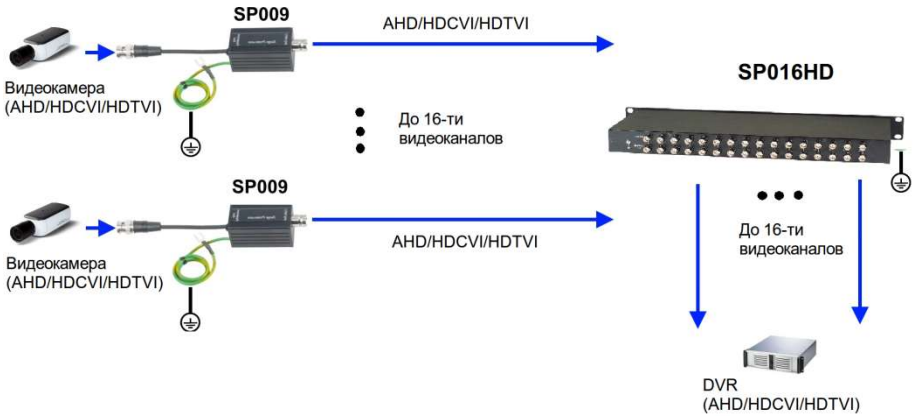 SP009
AHD/HDCVI/HDTVI
SP016HD
Видеокамера
(AHD/HDCVI/HDTVI)
До 16-ти
видеоканалов
SP009
AHD/HDCVI/HDTVI
До 16-ти
видеоканалов
Видеокамера
(AHD/HDCVI/HDTVI)
DVR
(AHD/HDCVI/HDTVI)